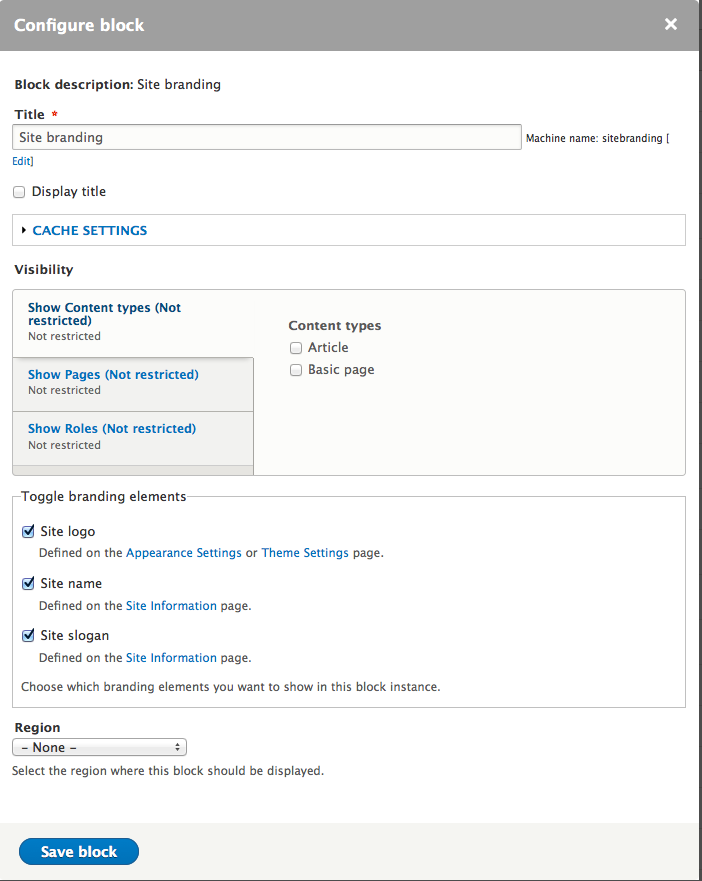 Configure block
Block description: Site branding
Title *
Site branding
Machine name: sitebranding [
Edit]
Display title
CACHE SETTINGS
Visibility
Show Content types (Not
restricted)
Not restricted
Show Pages (Not restricted)
Not restricted
Show Roles (Not restricted)
Not restricted
Content types
Article
Basic page
Toggle branding elements
Site logo
Defined on the Appearance Settings or Theme Settings page.
Site name
Defined on the Site Information page.
Site slogan
Defined on the Site Information page.
Choose which branding elements you want to show in this block instance.
Region
- None -
Select the region where this block should be displayed.
Save block